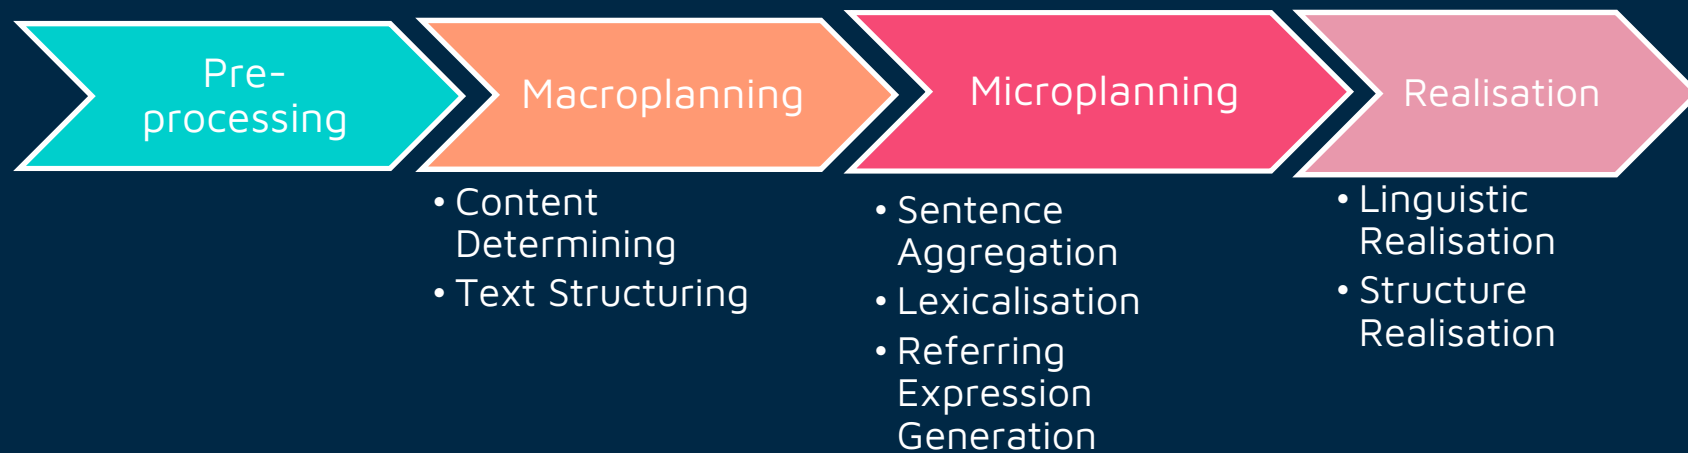 Pre-
processing
Macroplanning
Microplanning
Realisation
• Content
Determining
• Text Structuring
• Sentence
Aggregation
• Lexicalisation
• Referring
Expression
Generation
• Linguistic
Realisation
• Structure
Realisation